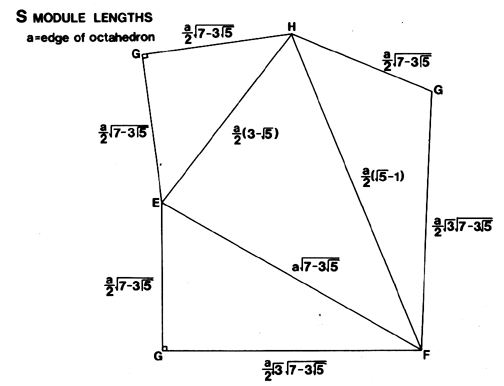 S MODULE LENGTHS
a=edge of octahedron
a/2√7-3√5
H
G
a/2√7-3√5
G
a/2√7-3√5
a/2(3-√5)
a/2(√5-1)
E
a/2√3√7-3√5
a√7-3√5
a/2√7-3√5
G
F
a/2√3√7-3√5